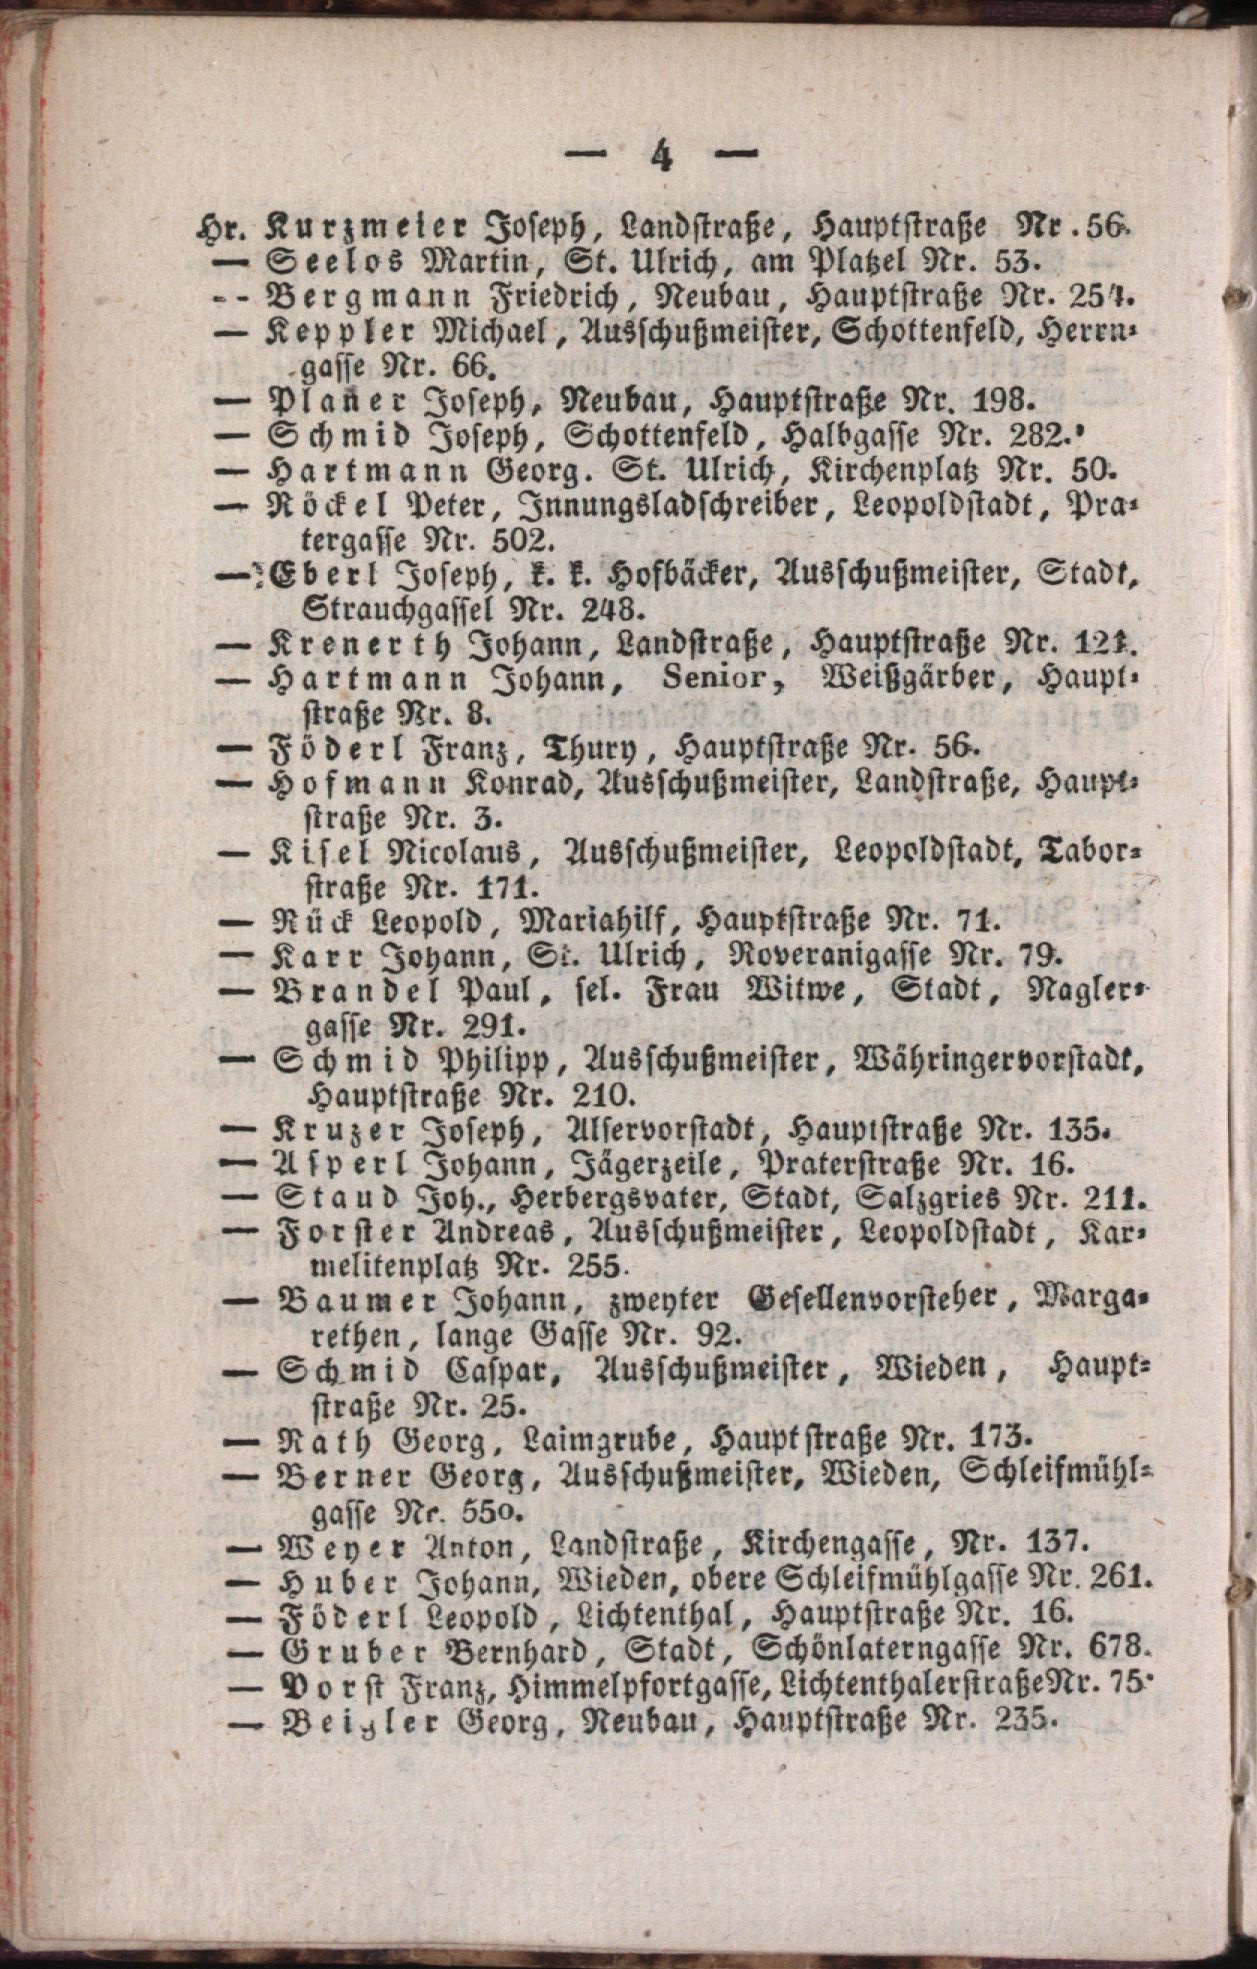 — 4 —
Hr. Kurzmeier Joseph, Landstraße, Hauptstraße Nr. 56.
— Seelos Martin, St. Ulrich, am Platzel Nr. 53.
-- Bergmann Friedrich, Neubau, Hauptstraße Nr. 254.
— Keppler Michael, Ausschußmeister, Schottenfeld, Herrn-
gasse Nr. 66.
— Planer Joseph, Neubau, Hauptstraße Nr. 198.
— Schmid Joseph, Schottenfeld, Halbgasse Nr. 282.
— Hartmann Georg. St. Ulrich, Kirchenplatz Nr. 50.
— Röckel Peter, Innungsladschreiber, Leopoldstadt, Pra-
tergasse Nr. 502.
— Eberl Joseph, k. k. Hofbäcker, Ausschußmeister, Stadt,
Strauchgassel Nr. 248.
— Krenerth Johann, Landstraße, Hauptstraße Nr. 121.
— Hartmann Johann, Senior, Weißgärber, Haupt-
straße Nr. 8.
— Föderl Franz, Thury, Hauptstraße Nr. 56.
— Hofmann Konrad, Ausschußmeister, Landstraße, Haupt-
straße Nr. 3.
— Kisel Nicolaus, Ausschußmeister, Leopoldstadt, Tabor-
straße Nr. 171.
— Rück Leopold, Mariahilf, Hauptstraße Nr. 71.
— Karr Johann, St. Ulrich, Roveranigasse Nr. 79.
— Brandel Paul, sel. Frau Witwe, Stadt, Nagler-
gasse Nr. 291.
— Schmid Philipp, Ausschußmeister, Währingervorstadt,
Hauptstraße Nr. 210.
— Kruzer Joseph, Alservorstadt, Hauptstraße Nr. 135.
— Asperl Johann, Jägerzeile, Praterstraße Nr. 16.
— Staud Joh., Herbergsvater, Stadt, Salzgries Nr. 211.
— Forster Andreas, Ausschußmeister, Leopoldstadt, Kar-
melitenplatz Nr. 255.
— Baumer Johann, zweyter Gesellenvorsteher, Marga-
rethen, lange Gasse Nr. 92.
— Schmid Caspar, Ausschußmeister, Wieden, Haupt-
straße Nr. 25.
— Rath Georg, Laimgrube, Hauptstraße Nr. 173.
— Berner Georg, Ausschußmeister, Wieden, Schleifmühl-
gasse Nr. 550.
— Weyer Anton, Landstraße, Kirchengasse, Nr. 137.
— Huber Johann, Wieden, obere Schleifmühlgasse Nr. 261.
— Föderl Leopold, Lichtenthal, Hauptstraße Nr. 16.
— Gruber Bernhard, Stadt, Schönlaterngasse Nr. 678.
— Vorst Franz, Himmelpfortgasse, Lichtenthalerstraße Nr. 75.
— Beigler Georg, Neubau, Hauptstraße Nr. 235.